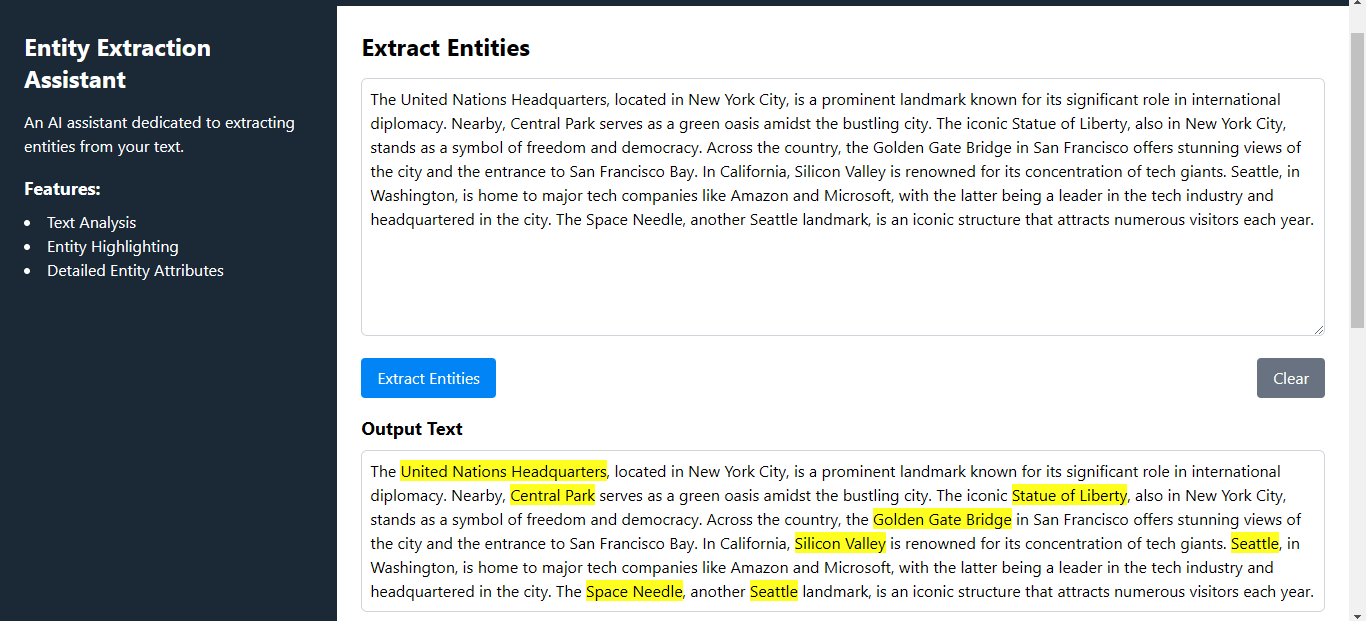 Entity Extraction
Assistant
An AI assistant dedicated to extracting
entities from your text.
Features:
Text Analysis
Entity Highlighting
Detailed Entity Attributes
Extract Entities
The United Nations Headquarters, located in New York City, is a prominent landmark known for its significant role in international
diplomacy. Nearby, Central Park serves as a green oasis amidst the bustling city. The iconic Statue of Liberty, also in New York City,
stands as a symbol of freedom and democracy. Across the country, the Golden Gate Bridge in San Francisco offers stunning views of
the city and the entrance to San Francisco Bay. In California, Silicon Valley is renowned for its concentration of tech giants. Seattle, in
Washington, is home to major tech companies like Amazon and Microsoft, with the latter being a leader in the tech industry and
headquartered in the city. The Space Needle, another Seattle landmark, is an iconic structure that attracts numerous visitors each year.
Extract Entities
Clear
Output Text
The United Nations Headquarters, located in New York City, is a prominent landmark known for its significant role in international
diplomacy. Nearby, Central Park serves as a green oasis amidst the bustling city. The iconic Statue of Liberty, also in New York City,
stands as a symbol of freedom and democracy. Across the country, the Golden Gate Bridge in San Francisco offers stunning views of
the city and the entrance to San Francisco Bay. In California, Silicon Valley is renowned for its concentration of tech giants. Seattle, in
Washington, is home to major tech companies like Amazon and Microsoft, with the latter being a leader in the tech industry and
headquartered in the city. The Space Needle, another Seattle landmark, is an iconic structure that attracts numerous visitors each year.